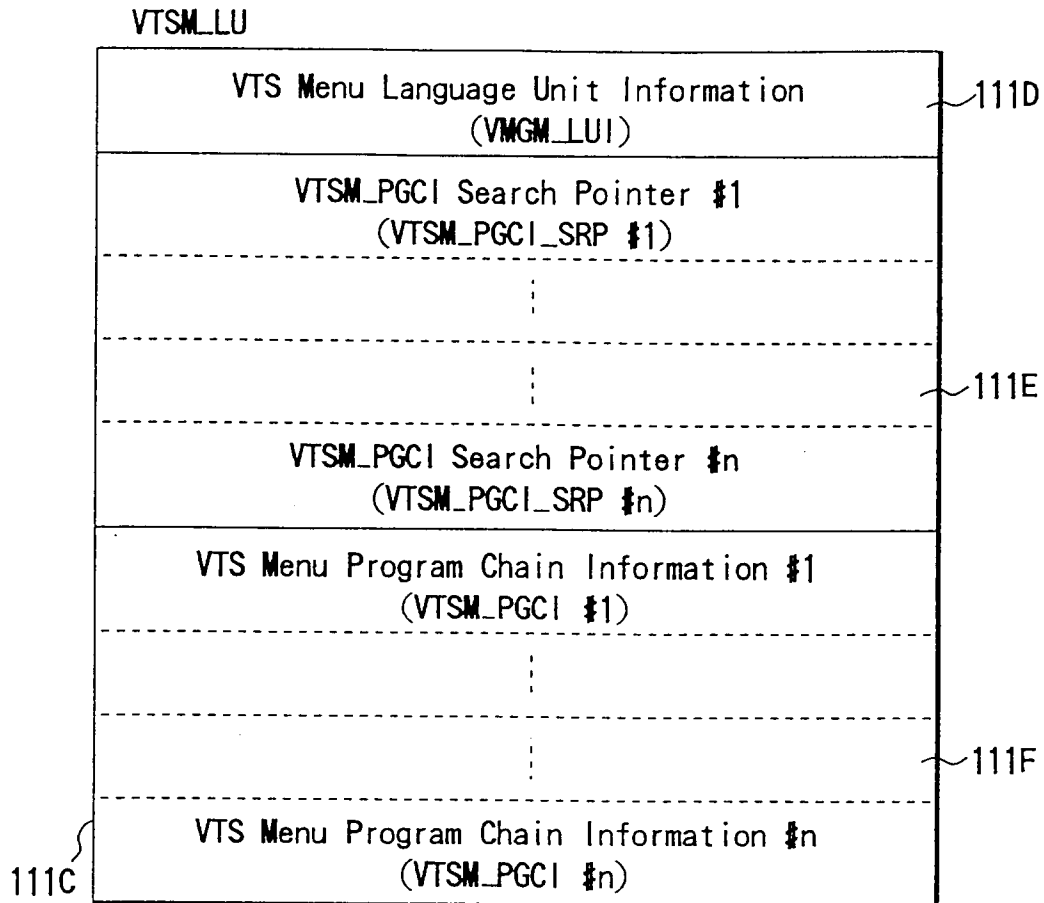 VTSM_LU
VTS Menu Language Unit Information
(VMGM_LUI)
111D
VTSM_PGCI Search Pointer #1
(VTSM_PGCI_SRP #1)
111E
VTSM_PGCI Search Pointer #n
(VTSM_PGCI_SRP #n)
VTS Menu Program Chain Information #1
(VTSM_PGCI #1)
111F
VTS Menu Program Chain Information #n
(VTSM_PGCI #n)
111C